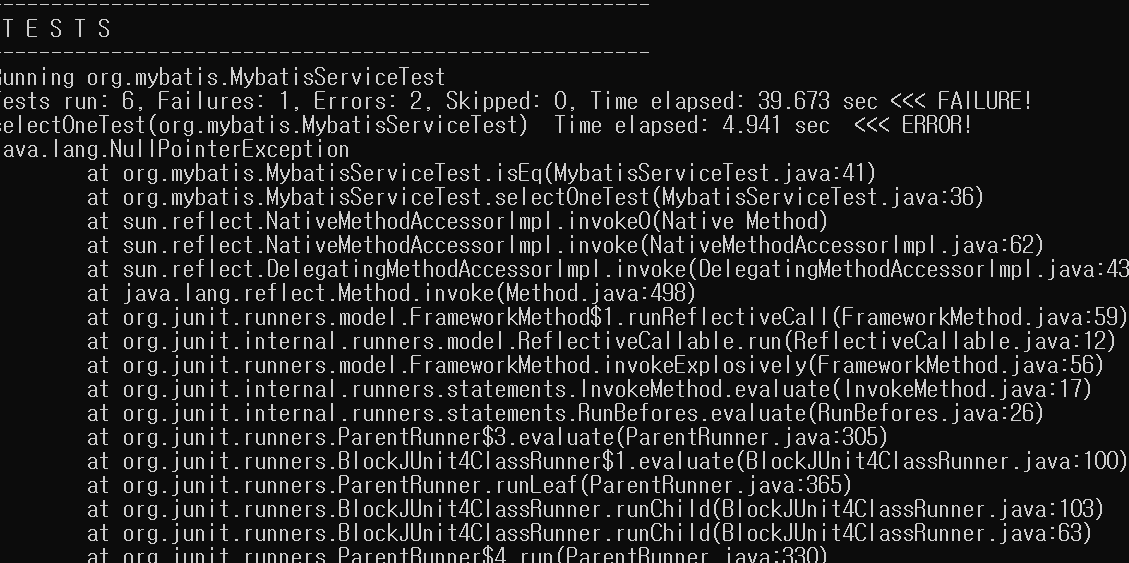 ------------------------------------------------------
T E S T S
------------------------------------------------------
unning org.mybatis.MybatisServiceTest
ests run: 6, Failures: 1, Errors: 2, Skipped: 0, Time elapsed: 39.673 sec <<< FAILURE!
selectOneTest(org.mybatis.MybatisServiceTest)  Time elapsed: 4.941 sec  <<< ERROR!
ava.lang.NullPointerException
at org.mybatis.MybatisServiceTest.isEq(MybatisServiceTest.java:41)
at org.mybatis.MybatisServiceTest.selectOneTest(MybatisServiceTest.java:36)
at sun.reflect.NativeMethodAccessorImpl.invoke0(Native Method)
at sun.reflect.NativeMethodAccessorImpl.invoke(NativeMethodAccessorImpl.java:62)
at sun.reflect.DelegatingMethodAccessorImpl.invoke(DelegatingMethodAccessorImpl.java:43
at java.lang.reflect.Method.invoke(Method.java:498)
at org.junit.runners.model.FrameworkMethod$1.runReflectiveCall(FrameworkMethod.java:59)
at org.junit.internal.runners.model.ReflectiveCallable.run(ReflectiveCallable.java:12)
at org.junit.runners.model.FrameworkMethod.invokeExplosively(FrameworkMethod.java:56)
at org.junit.internal.runners.statements.InvokeMethod.evaluate(InvokeMethod.java:17)
at org.junit.internal.runners.statements.RunBefores.evaluate(RunBefores.java:26)
at org.junit.runners.ParentRunner$3.evaluate(ParentRunner.java:305)
at org.junit.runners.BlockJUnit4ClassRunner$1.evaluate(BlockJUnit4ClassRunner.java:100)
at org.junit.runners.ParentRunner.runLeaf(ParentRunner.java:365)
at org.junit.runners.BlockJUnit4ClassRunner.runChild(BlockJUnit4ClassRunner.java:103)
at org.junit.runners.BlockJUnit4ClassRunner.runChild(BlockJUnit4ClassRunner.java:63)
at org.junit.runners.ParentRunner$4.run(ParentRunner.java:330)